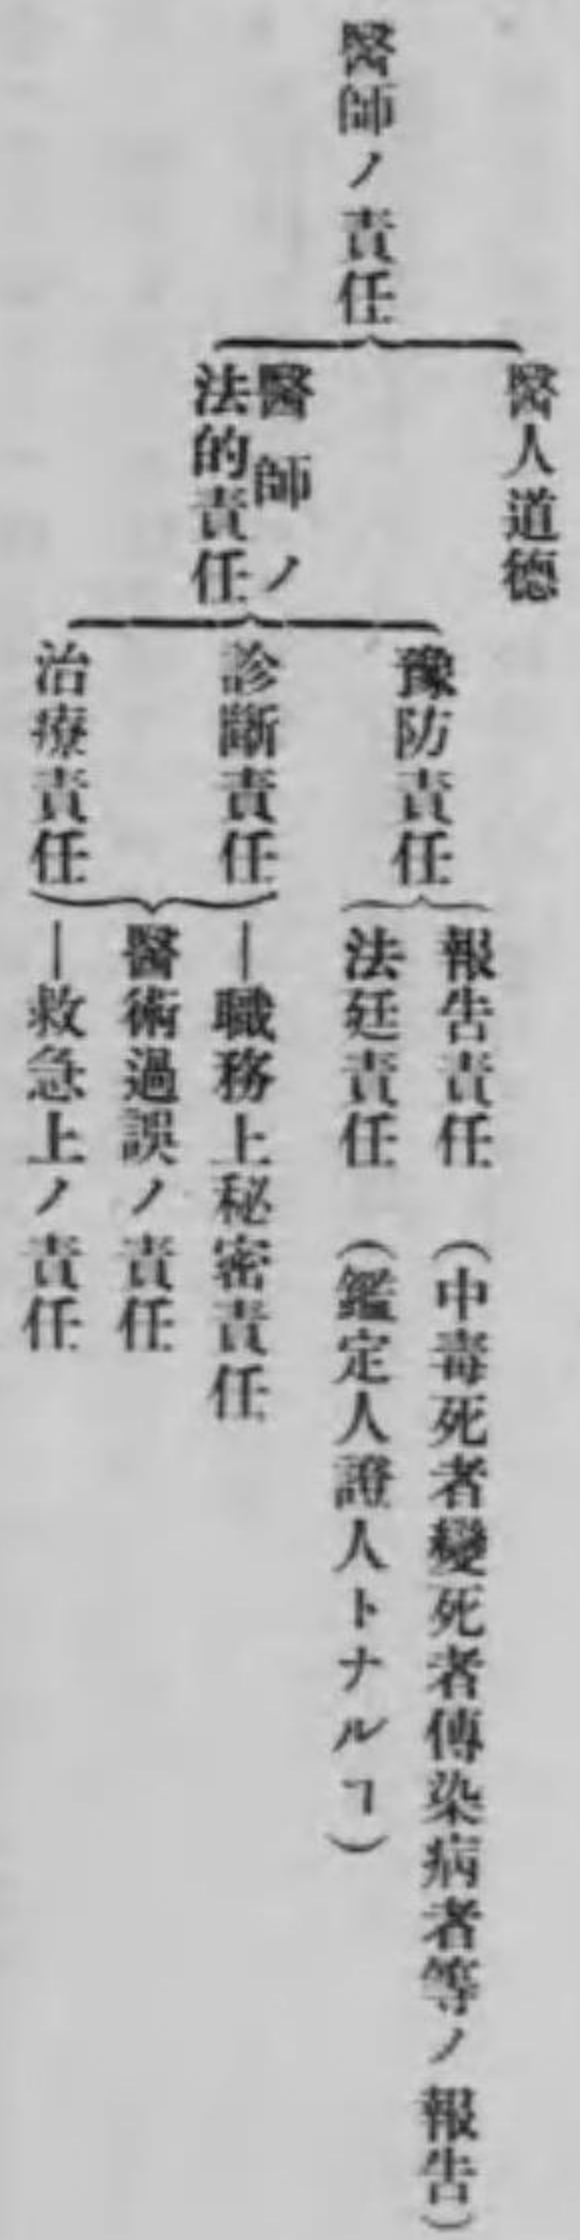 醫師ノ責任
醫人道德
醫師ノ
法的責任
豫防責任
報告責任 (中毒死者變死者傳染病者等ノ報告)
法廷責任 (鑑定人證人トナルヿ)
診斷責任
―職務上秘密責任
醫術過誤ノ責任
治療責任
―救急上ノ責任